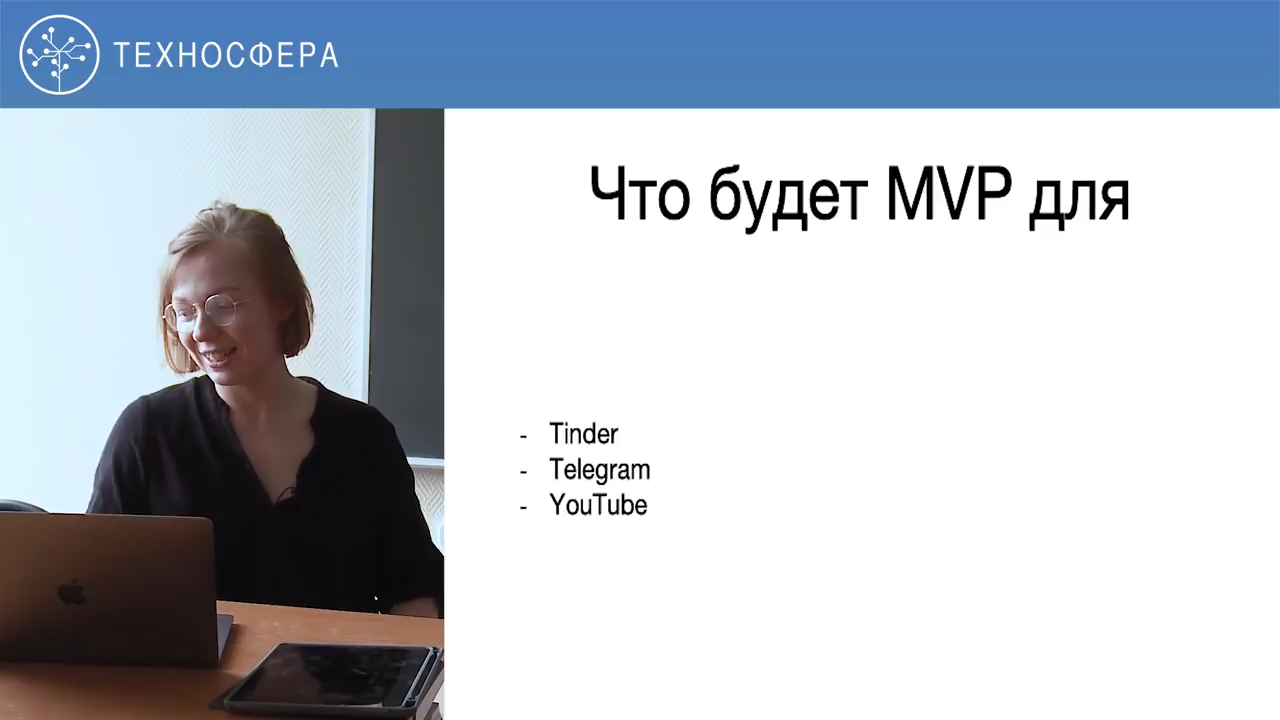 ТЕХНОСФЕРА
Что будет MVP для
- Tinder
- Telegram
- YouTube